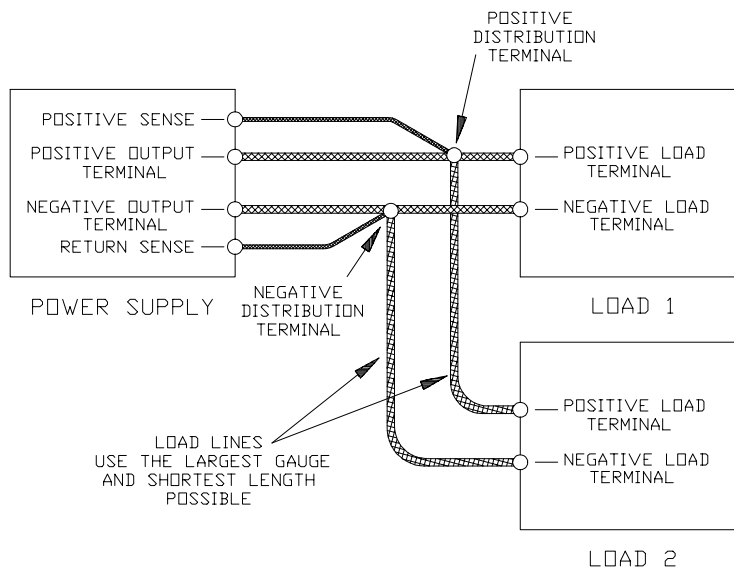 POSITIVE
DISTRIBUTION
TERMINAL
POSITIVE SENSE
POSITIVE OUTPUT
TERMINAL
NEGATIVE OUTPUT
TERMINAL
RETURN SENSE
POWER SUPPLY
POSITIVE LOAD
TERMINAL
NEGATIVE LOAD
TERMINAL
LOAD 1
NEGATIVE
DISTRIBUTION
TERMINAL
LOAD LINES
USE THE LARGEST GAUGE
AND SHORTEST LENGTH
POSSIBLE
POSITIVE LOAD
TERMINAL
NEGATIVE LOAD
TERMINAL
LOAD 2